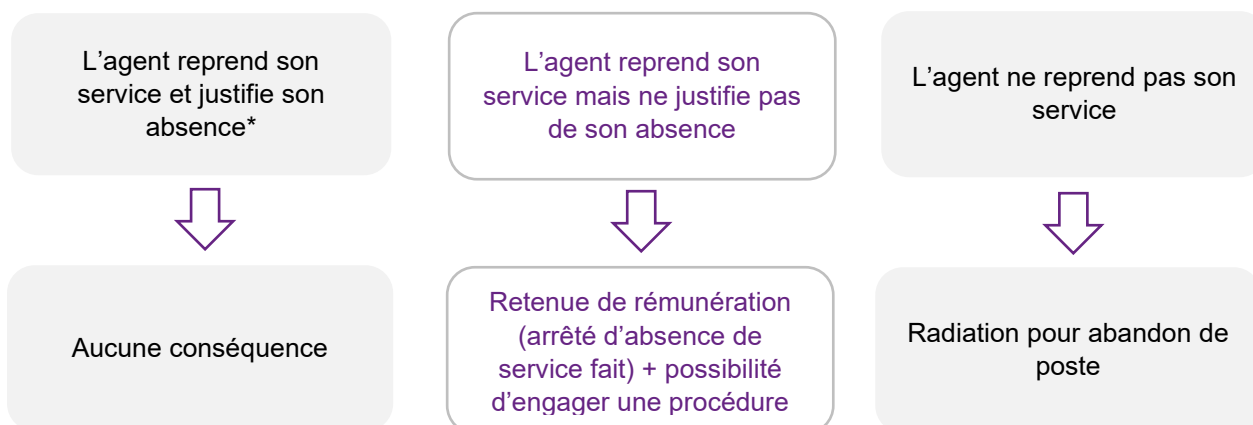 L’agent reprend son
service et justifie son
absence*
L’agent reprend son
service mais ne justifie pas
de son absence
L’agent ne reprend pas son
service
Aucune conséquence
Retenue de rémunération
(arrêté d’absence de
service fait) + possibilité
d’engager une procédure
Radiation pour abandon de
poste